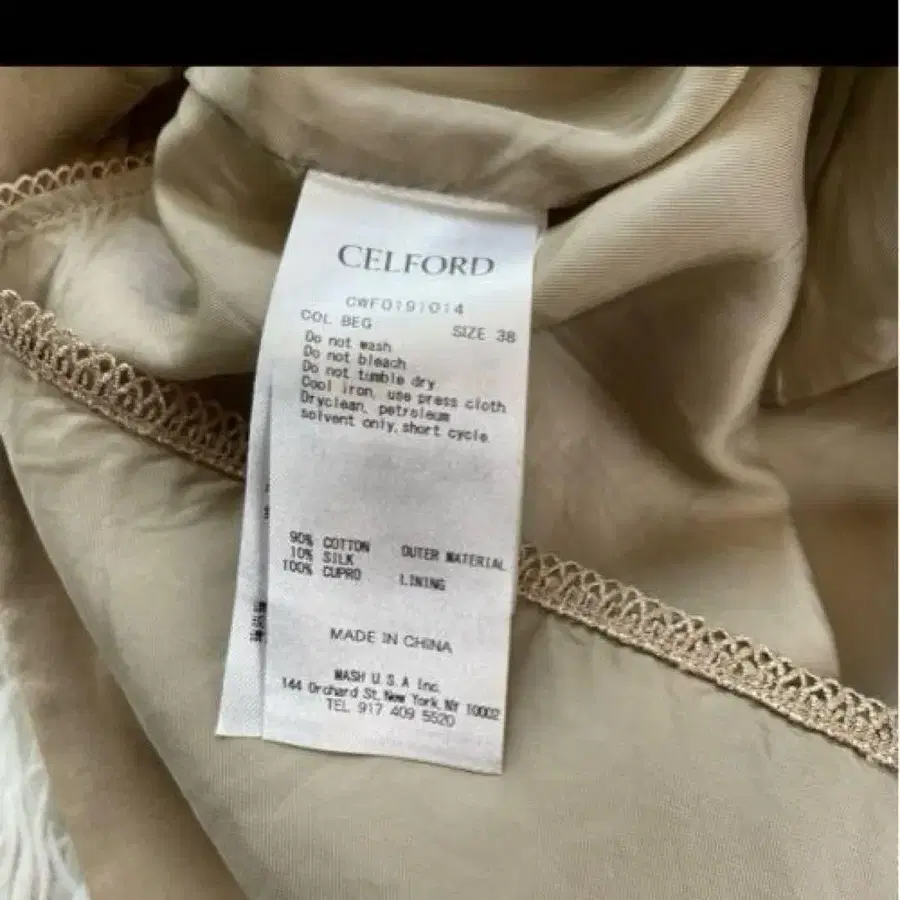 CELFORD
CWFO191014
COL BEG SIZE 38
Do not wash
Do not bleach
Do not tumble dry
Cool iron, use press cloth
Dryclean, petroleum
solvent only, short cycle
90% COTTON OUTER MATERIAL
10% SILK
100% CUPRO LINING
MADE IN CHINA
MASH U.S.A Inc.
144 Orchard St, New York, NY 10002
TEL 917 409 5520